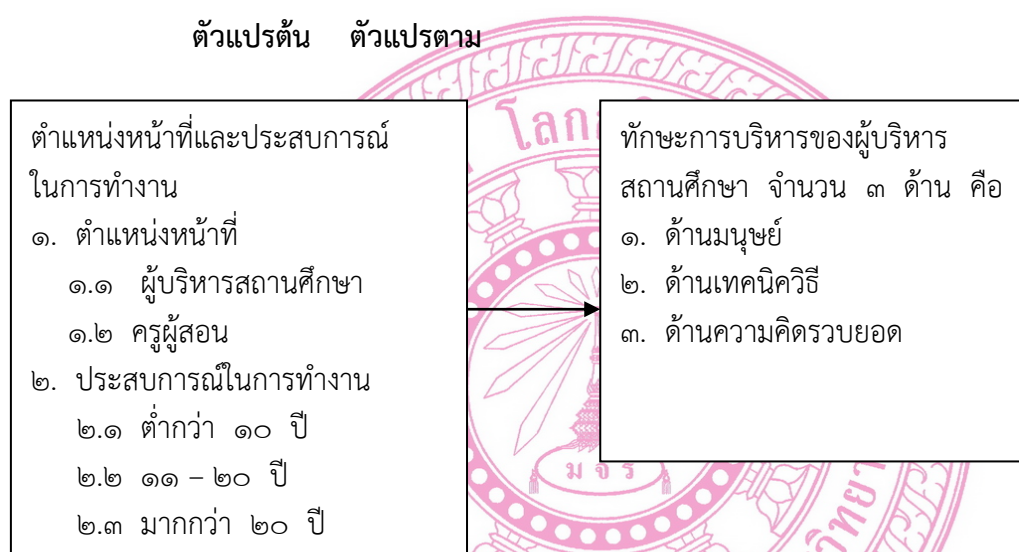 ตัวแปรต้น ตัวแปรตาม
ตำแหน่งหน้าที่และประสบการณ์
ในการทำงาน
๑. ตำแหน่งหน้าที่
๑.๑ ผู้บริหารสถานศึกษา
๑.๒ ครูผู้สอน
๒. ประสบการณ์ในการทำงาน
๒.๑ ต่ำกว่า ๑๐ ปี
๒.๒ ๑๑ – ๒๐ ปี
๒.๓ มากกว่า ๒๐ ปี
ทักษะการบริหารของผู้บริหาร
สถานศึกษา จำนวน ๓ ด้าน คือ
๑. ด้านมนุษย์
๒. ด้านเทคนิควิธี
๓. ด้านความคิดรวบยอด
ม จ ร